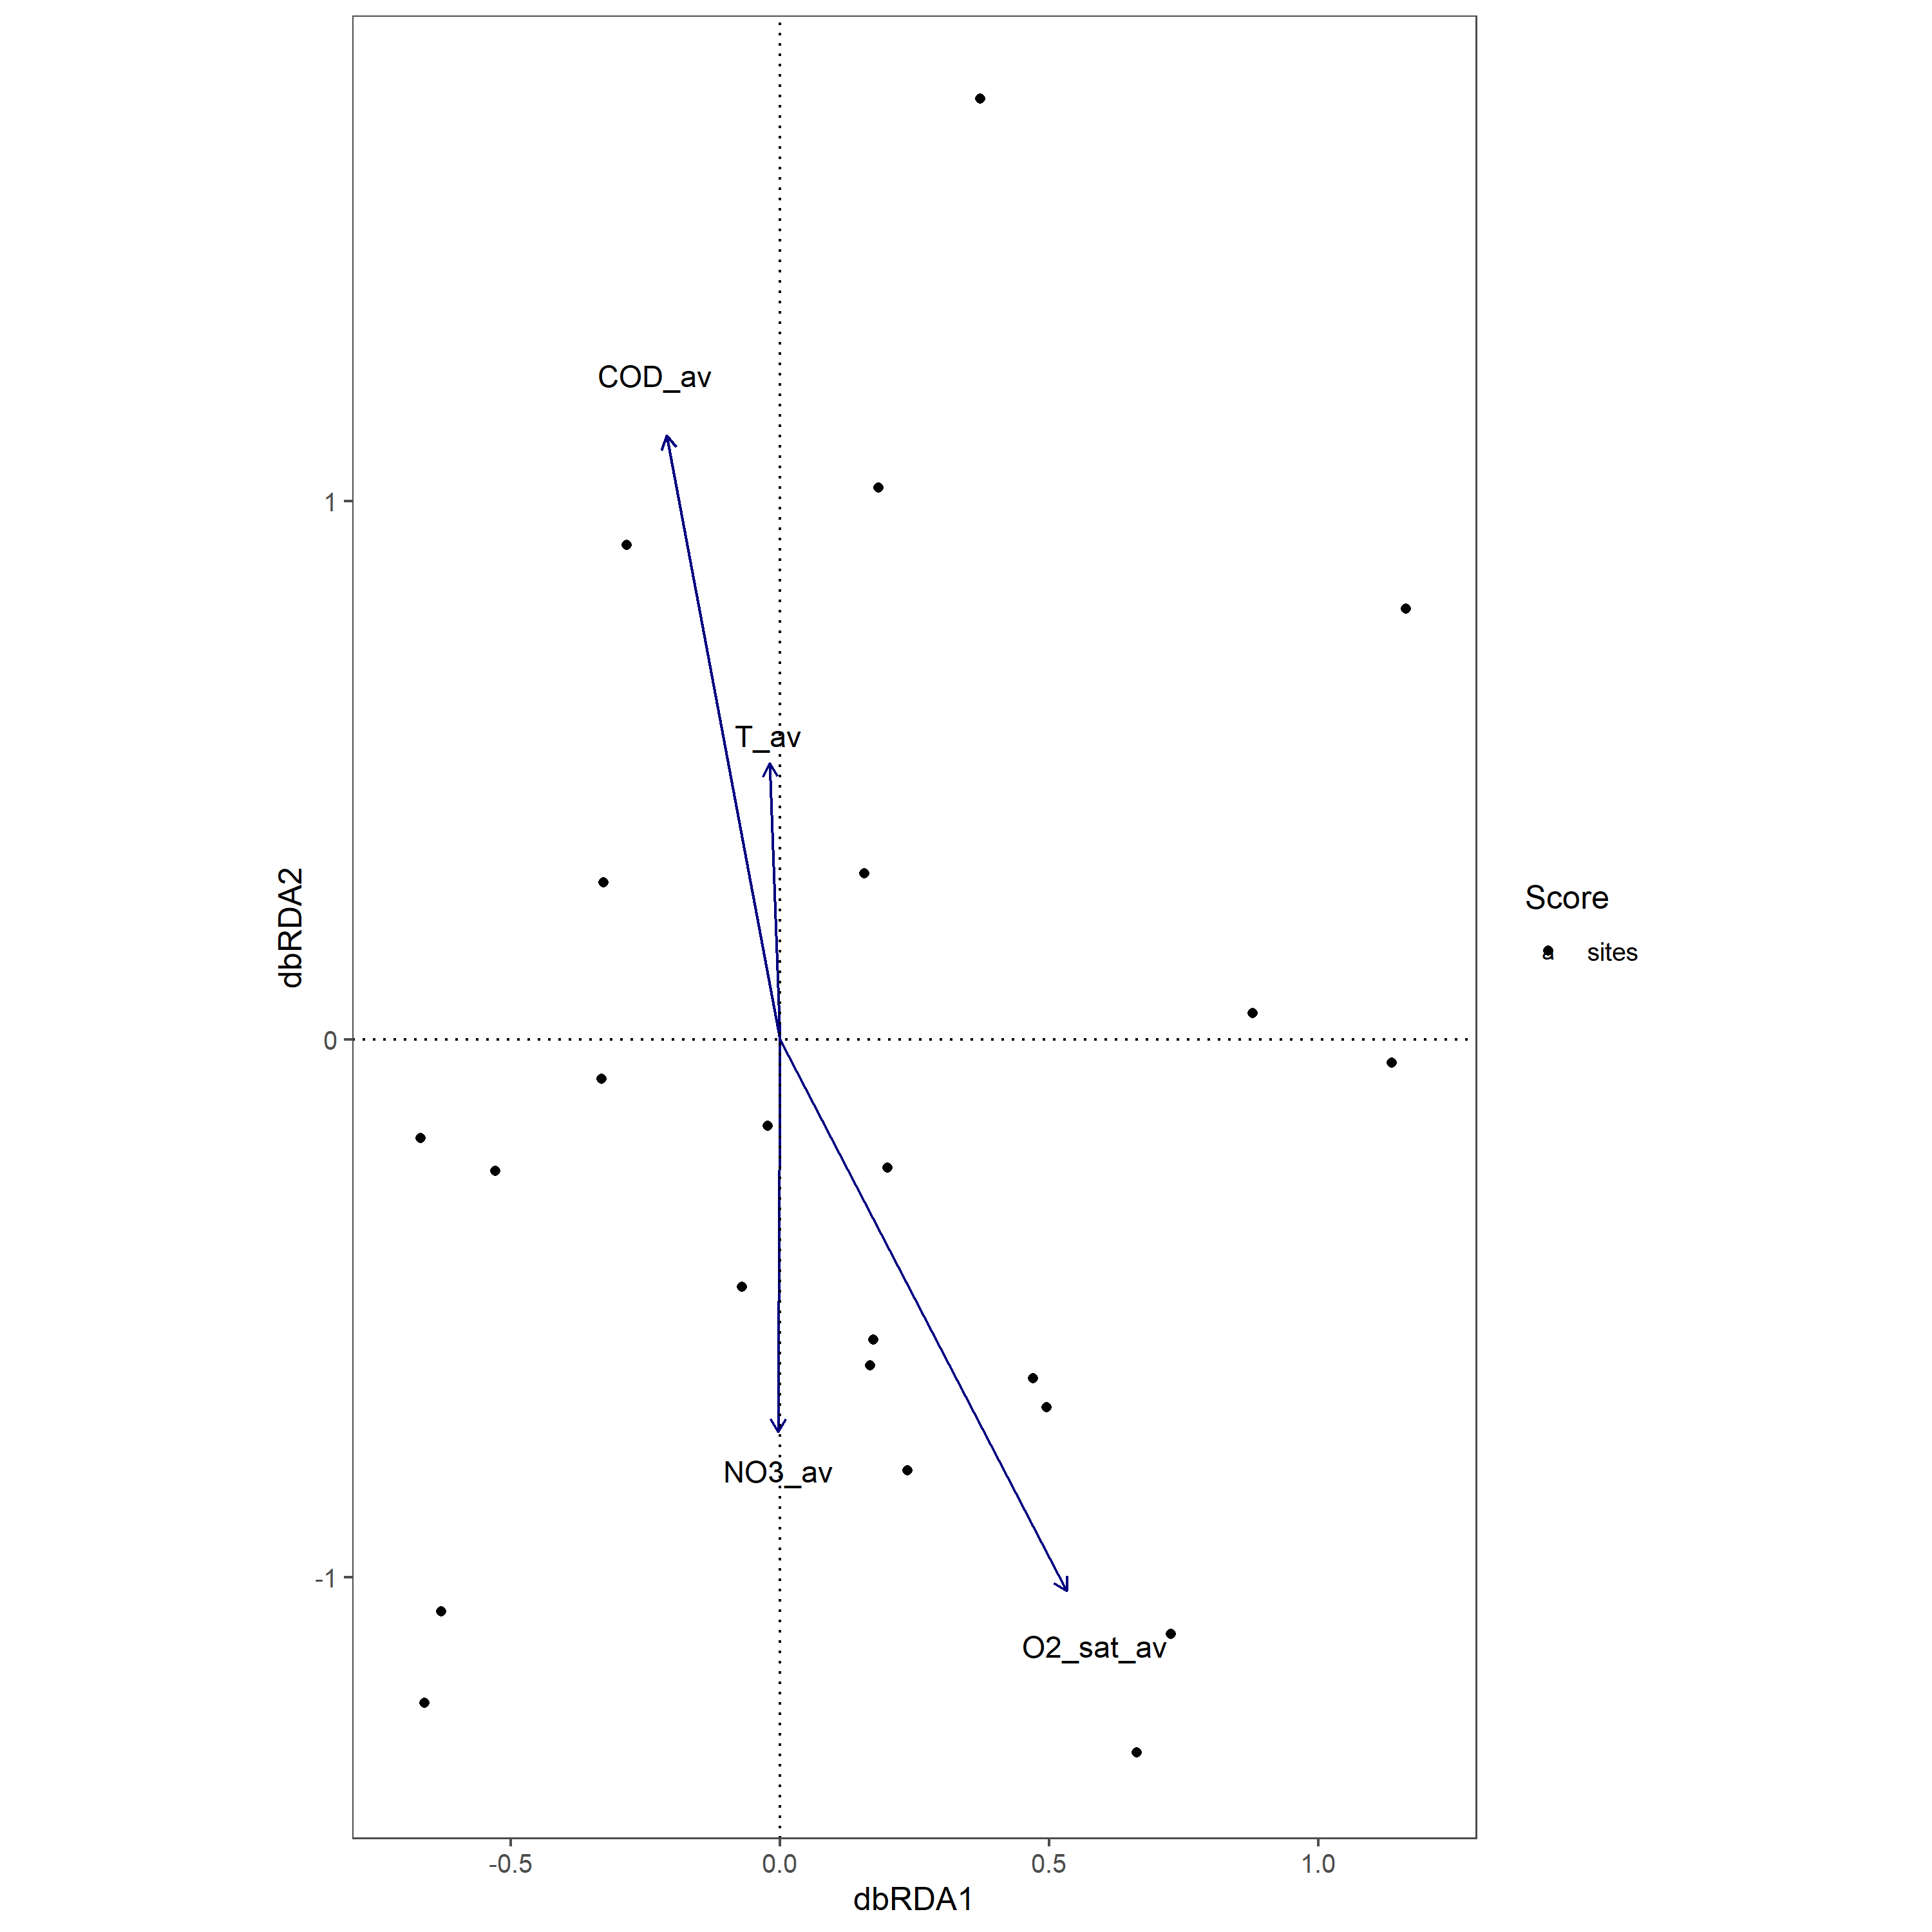 COD_av
1
T_av
dbRDA2
Score
a sites
0
NO3_av
-1
O2_sat_av
-0.5 0.0 0.5 1.0
dbRDA1